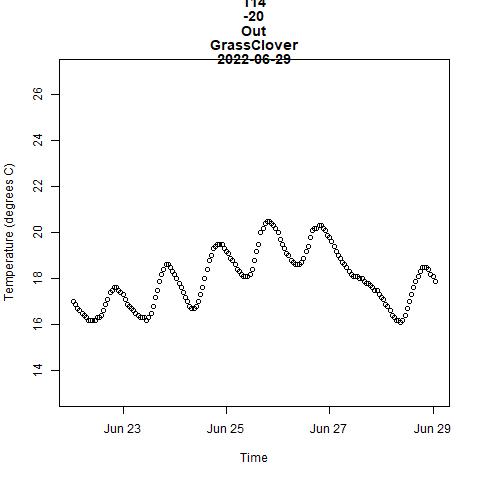 T14
-20
Out
GrassClover
2022-06-29
26
24
22
20
18
16
14
Temperature (degrees C)
Jun 23
Jun 25
Jun 27
Jun 29
Time